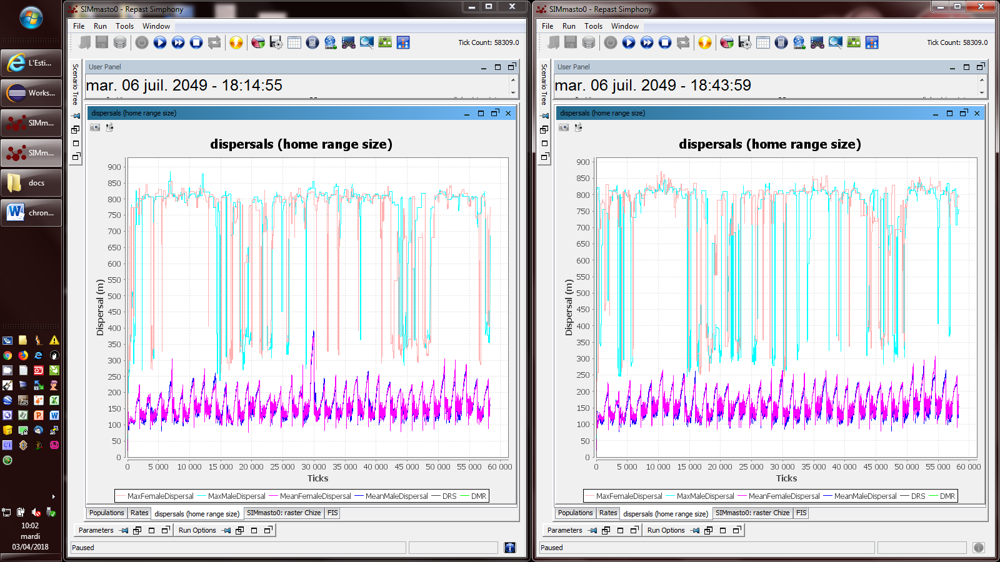 L'Esti...
Works...
SIMm...
SIMm...
docs
chron...
10:02
mardi
03/04/2018
SIMmasto0 - Repast Simphony
File Run Tools Window
Tick Count: 58309.0
Scenario Tree
User Panel
mar. 06 juil. 2049 - 18:14:55
dispersals (home range size)
dispersals (home range size)
Dispersal (m)
900
850
800
750
700
650
600
550
500
450
400
350
300
250
200
150
100
50
0
0 5 000 10 000 15 000 20 000 25 000 30 000 35 000 40 000 45 000 50 000 55 000 60 000
Ticks
MaxFemaleDispersal MaxMaleDispersal MeanFemaleDispersal MeanMaleDispersal DRS DMR
Populations Rates dispersals (home range size) SIMmasto0: raster Chize FIS
Parameters Run Options
Paused
SIMmasto0 - Repast Simphony
File Run Tools Window
Tick Count: 58309.0
Scenario Tree
User Panel
mar. 06 juil. 2049 - 18:43:59
dispersals (home range size)
dispersals (home range size)
Dispersal (m)
900
850
800
750
700
650
600
550
500
450
400
350
300
250
200
150
100
50
0
0 5 000 10 000 15 000 20 000 25 000 30 000 35 000 40 000 45 000 50 000 55 000 60 000
Ticks
MaxFemaleDispersal MaxMaleDispersal MeanFemaleDispersal MeanMaleDispersal DRS DMR
Populations Rates dispersals (home range size) SIMmasto0: raster Chize FIS
Parameters Run Options
Paused